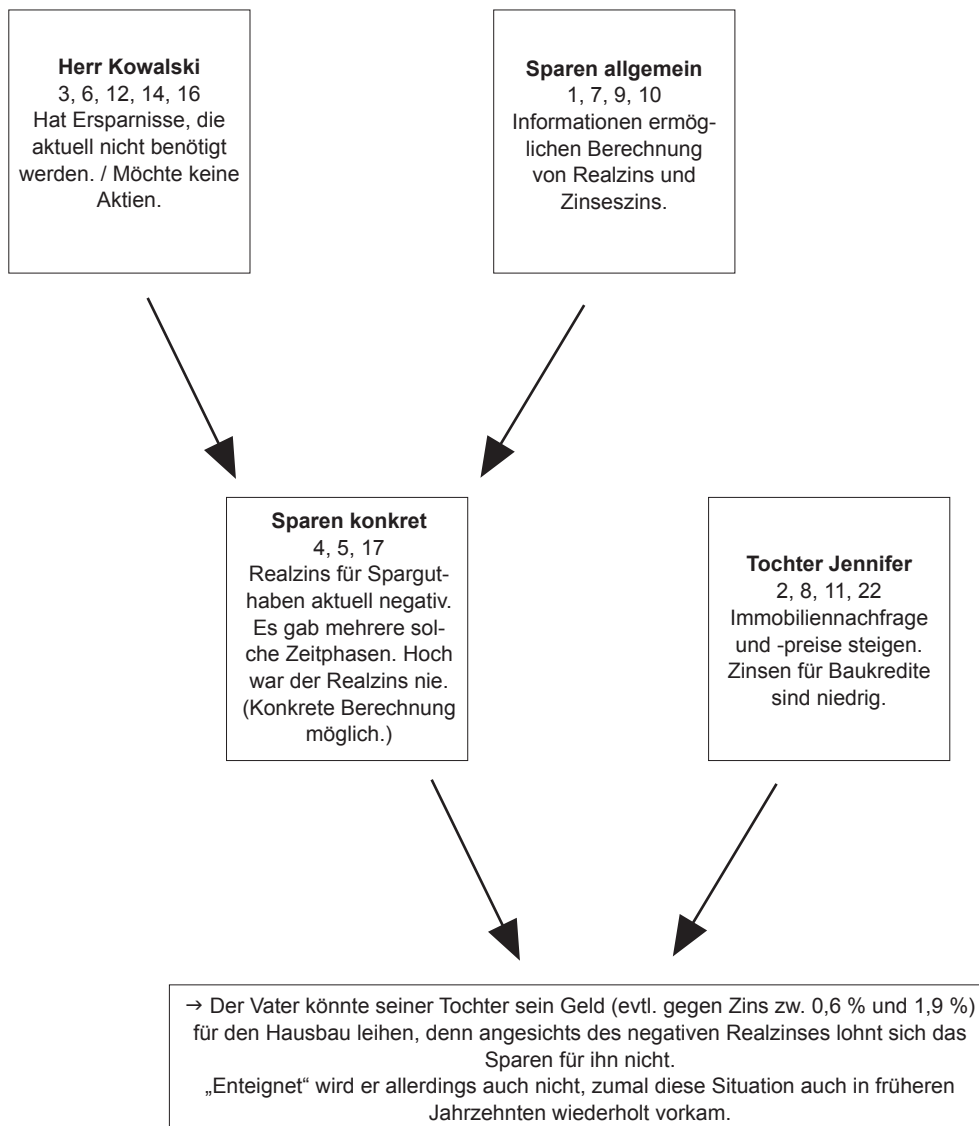 Herr Kowalski
3, 6, 12, 14, 16
Hat Ersparnisse, die
aktuell nicht benötigt
werden. / Möchte keine
Aktien.
Sparen allgemein
1, 7, 9, 10
Informationen ermög-
lichen Berechnung
von Realzins und
Zinseszins.
Sparen konkret
4, 5, 17
Realzins für Spargut-
haben aktuell negativ.
Es gab mehrere sol-
che Zeitphasen. Hoch
war der Realzins nie.
(Konkrete Berechnung
möglich.)
Tochter Jennifer
2, 8, 11, 22
Immobiliennachfrage
und -preise steigen.
Zinsen für Baukredite
sind niedrig.
→ Der Vater könnte seiner Tochter sein Geld (evtl. gegen Zins zw. 0,6 % und 1,9 %)
für den Hausbau leihen, denn angesichts des negativen Realzinses lohnt sich das
Sparen für ihn nicht.
„Enteignet“ wird er allerdings auch nicht, zumal diese Situation auch in früheren
Jahrzehnten wiederholt vorkam.